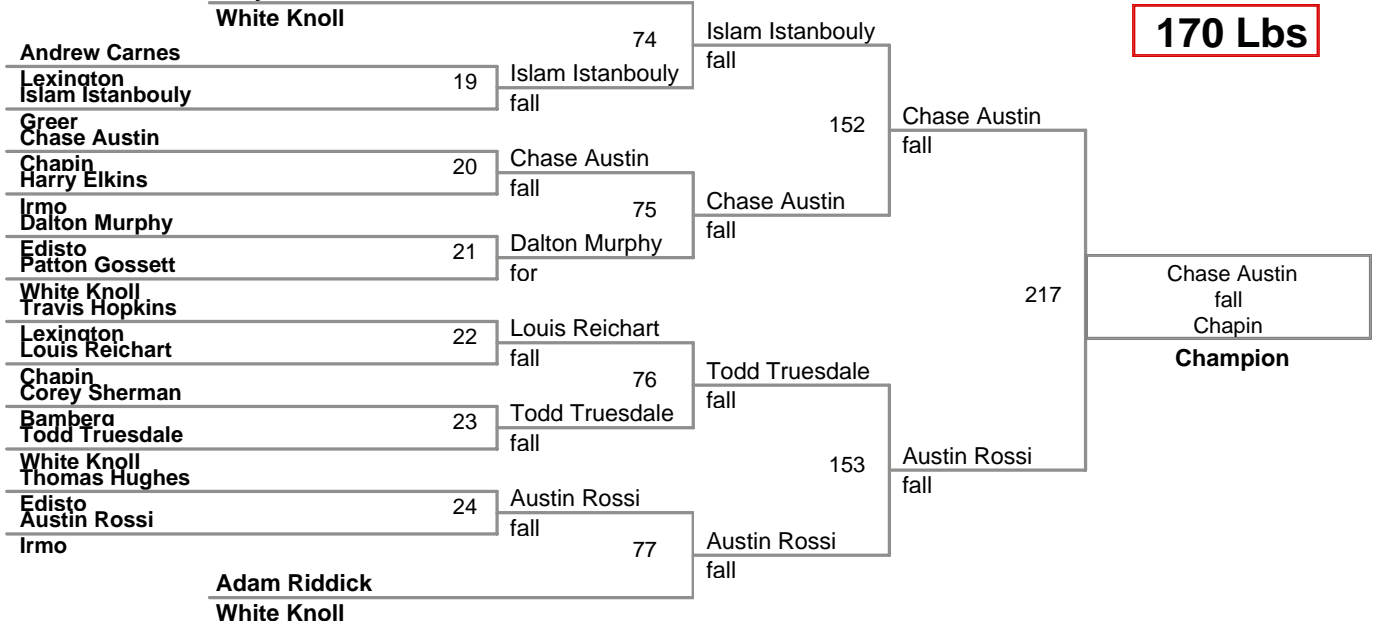 White Knoll
170 Lbs
74
Islam Istanbouly
fall
Andrew Carnes
Lexington
19
Islam Istanbouly
fall
Islam Istanbouly
Greer
152
Chase Austin
fall
Chase Austin
Chapin
20
Chase Austin
fall
Harry Elkins
Irmo
75
Chase Austin
fall
Dalton Murphy
Edisto
21
Dalton Murphy
for
Patton Gossett
White Knoll
217
Chase Austin
fall
Chapin
Champion
Travis Hopkins
Lexington
22
Louis Reichart
fall
Louis Reichart
Chapin
76
Todd Truesdale
fall
Corey Sherman
Bamberg
23
Todd Truesdale
fall
Todd Truesdale
White Knoll
153
Austin Rossi
fall
Thomas Hughes
Edisto
24
Austin Rossi
fall
Austin Rossi
Irmo
77
Austin Rossi
fall
Adam Riddick
White Knoll